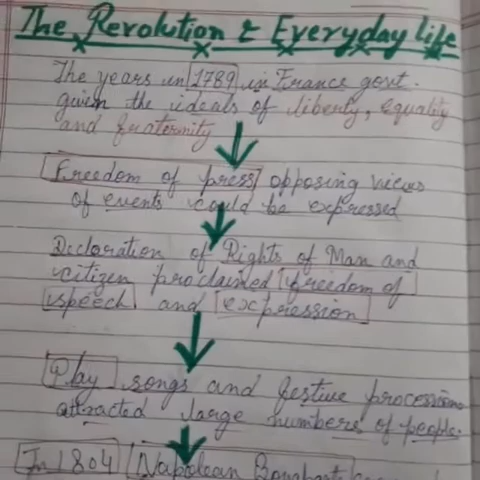 The Revolution & Everyday life
The years in 1789 in France govt.
given the ideals of liberty, equality
and fraternity
Freedom of press opposing views
of events could be expressed
Declaration of Rights of Man and
citizen proclaimed freedom of
speech and expression
Play songs and festive processions
attracted large numbers of people.
In 1804 Napolean Bonaparte